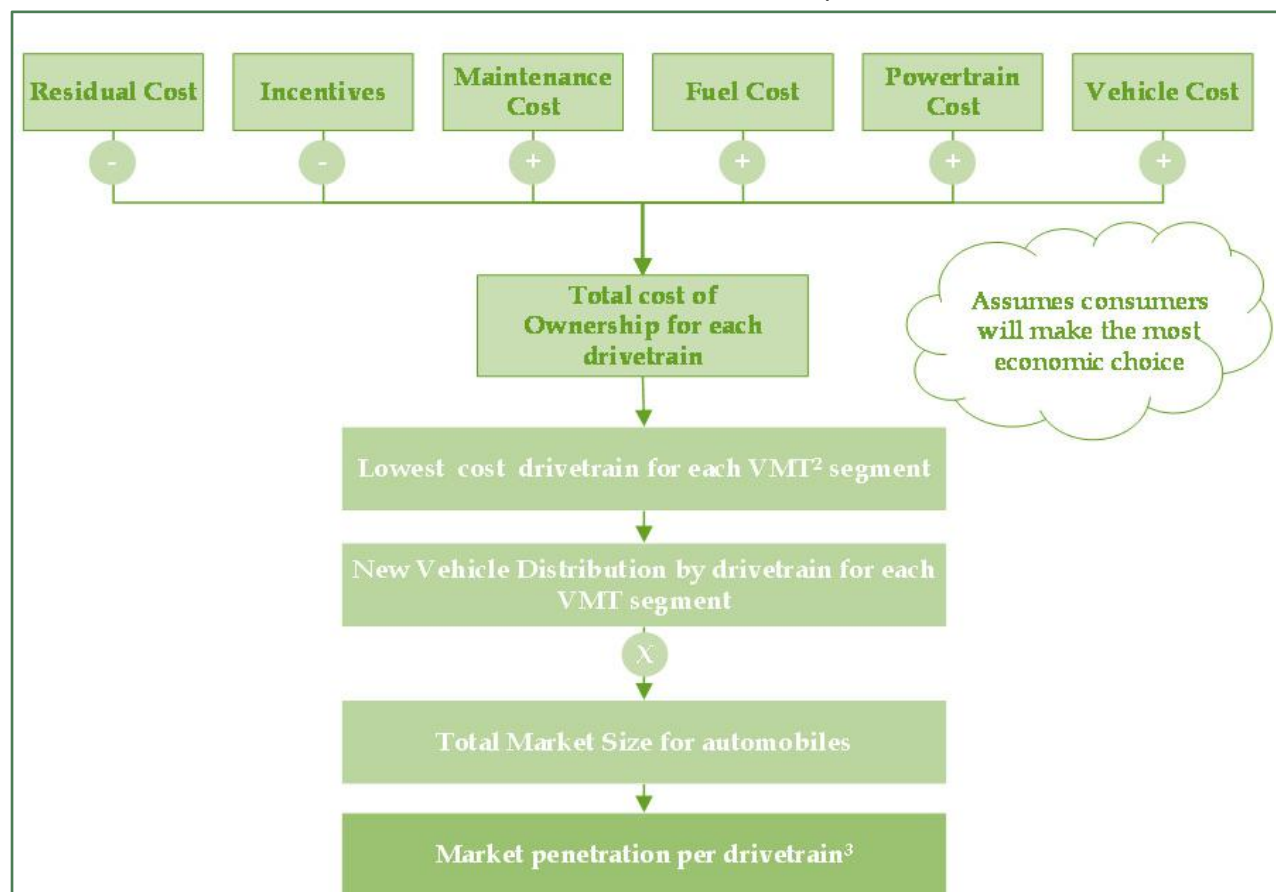 Residual Cost
Incentives
Maintenance
Cost
Fuel Cost
Powertrain
Cost
Vehicle Cost
-
-
+
+
+
+
Total cost of
Ownership for each
drivetrain
Assumes consumers
will make the most
economic choice
Lowest cost drivetrain for each VMT² segment
New Vehicle Distribution by drivetrain for each
VMT segment
X
Total Market Size for automobiles
Market penetration per drivetrain³